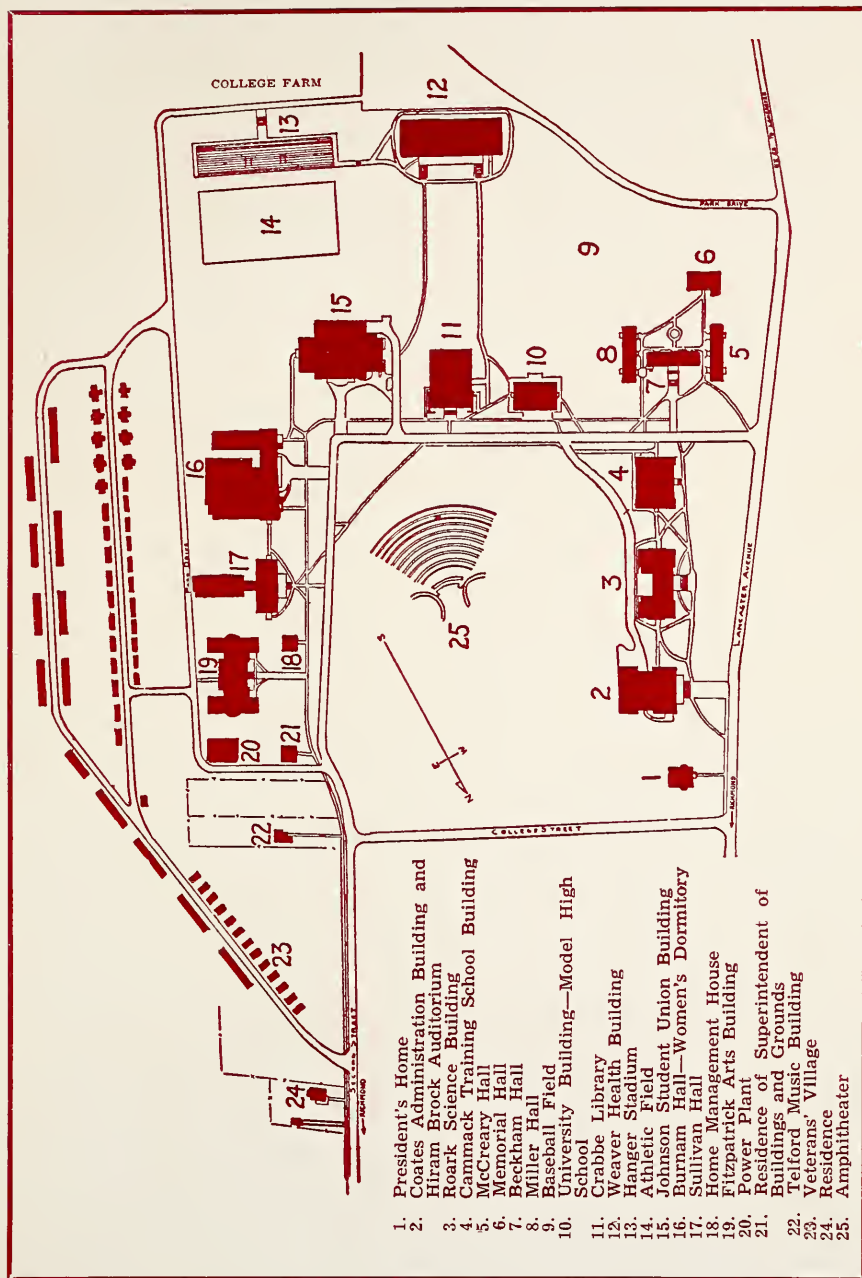 COLLEGE FARM
12
13
14
15
11
10
9
PARK DRIVE
6
8
7
5
16
17
PARK DRIVE
18
19
20
21
4
3
2
1
25
S
E
W
N
LANCASTER AVENUE
RICHMOND
COLLEGE STREET
22
23
24
SECOND STREET
RICHMOND
1. President's Home
2. Coates Administration Building and
Hiram Brock Auditorium
3. Roark Science Building
4. Cammack Training School Building
5. McCreary Hall
6. Memorial Hall
7. Beckham Hall
8. Miller Hall
9. Baseball Field
10. University Building—Model High
School
11. Crabbe Library
12. Weaver Health Building
13. Hanger Stadium
14. Athletic Field
15. Johnson Student Union Building
16. Burnam Hall—Women's Dormitory
17. Sullivan Hall
18. Home Management House
19. Fitzpatrick Arts Building
20. Power Plant
21. Residence of Superintendent of
Buildings and Grounds
22. Telford Music Building
23. Veterans' Village
24. Residence
25. Amphitheater